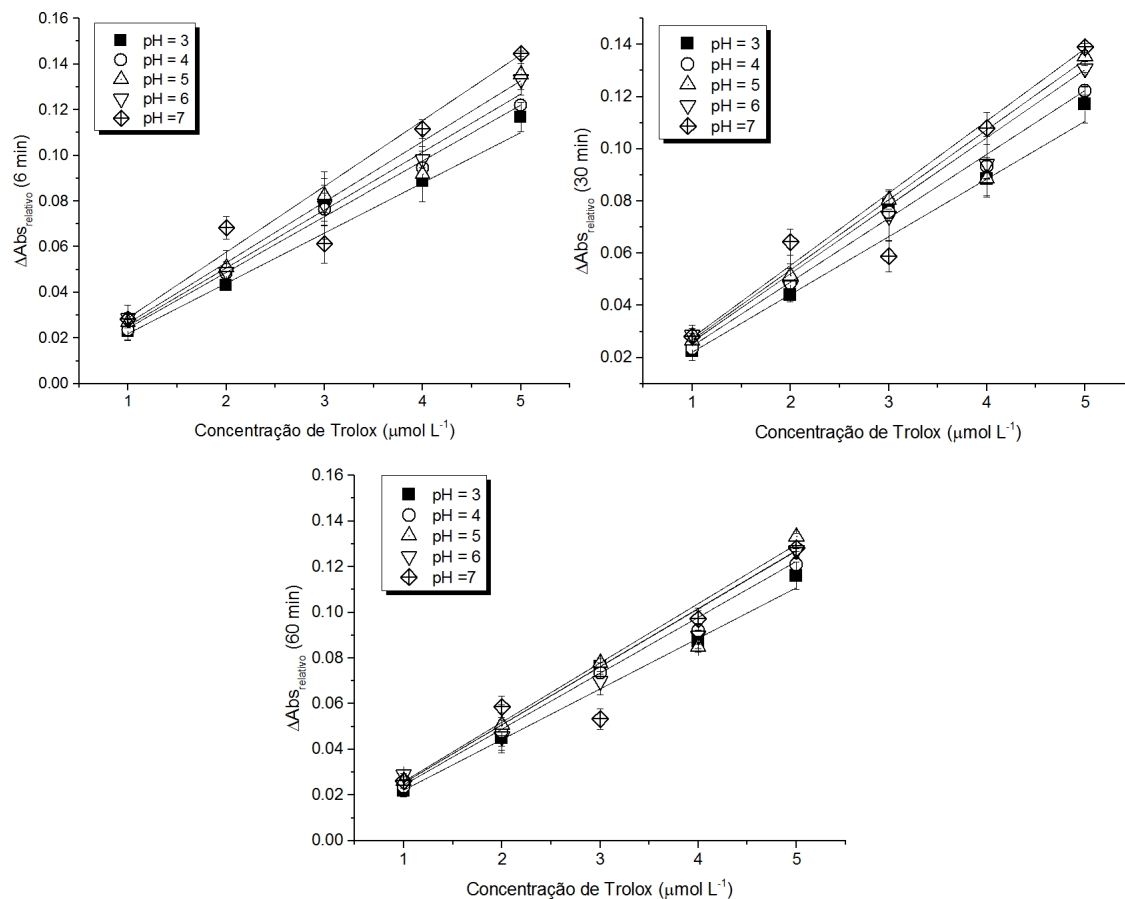 0.16
0.14
0.12
0.10
0.08
0.06
0.04
0.02
0.00
ΔAbs_relativo (6 min)
pH = 3
pH = 4
pH = 5
pH = 6
pH =7
1 2 3 4 5
Concentração de Trolox (μmol L⁻¹)
0.14
0.12
0.10
0.08
0.06
0.04
0.02
ΔAbs_relativo (30 min)
pH = 3
pH = 4
pH = 5
pH = 6
pH =7
1 2 3 4 5
Concentração de Trolox (μmol L⁻¹)
0.16
0.14
0.12
0.10
0.08
0.06
0.04
0.02
0.00
ΔAbs_relativo (60 min)
pH = 3
pH = 4
pH = 5
pH = 6
pH =7
1 2 3 4 5
Concentração de Trolox (μmol L⁻¹)